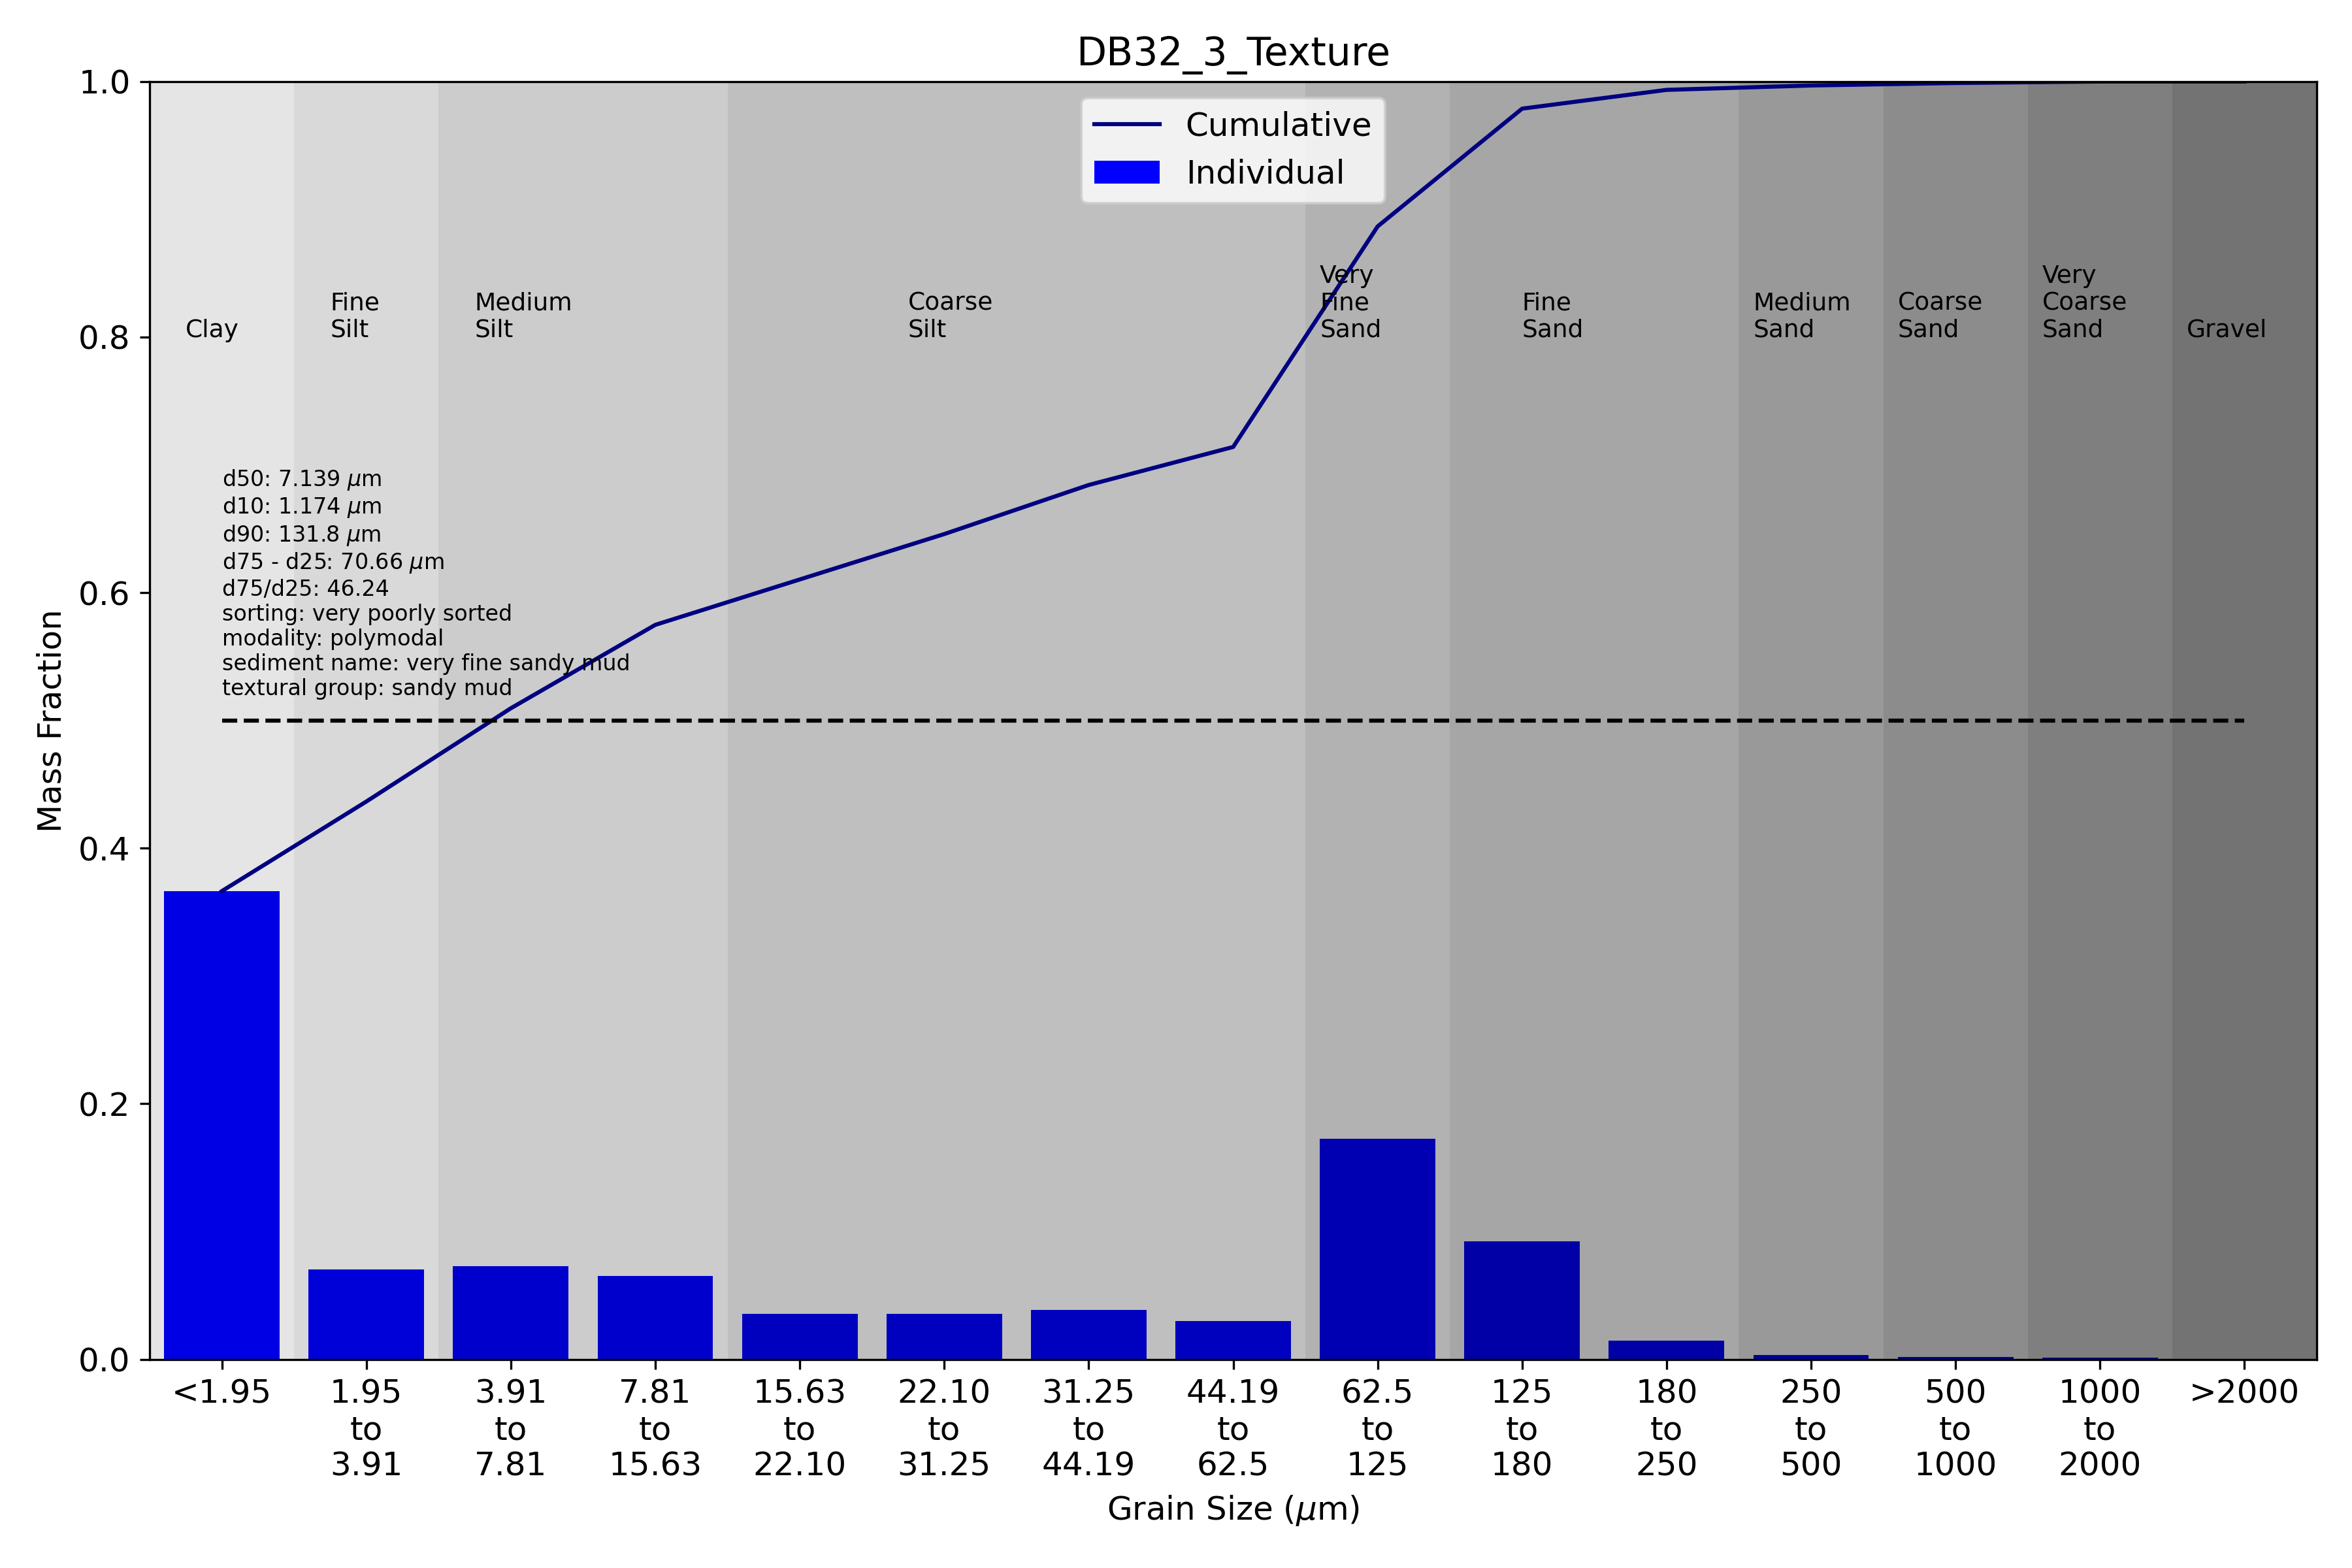 DB32_3_Texture
Cumulative
Individual
1.0
0.8
0.6
0.4
0.2
0.0
Mass Fraction
Clay
Fine
Silt
Medium
Silt
Coarse
Silt
Very
Fine
Sand
Fine
Sand
Medium
Sand
Coarse
Sand
Very
Coarse
Sand
Gravel
d50: 7.139 μm
d10: 1.174 μm
d90: 131.8 μm
d75 - d25: 70.66 μm
d75/d25: 46.24
sorting: very poorly sorted
modality: polymodal
sediment name: very fine sandy mud
textural group: sandy mud
<1.95
1.95
to
3.91
3.91
to
7.81
7.81
to
15.63
15.63
to
22.10
22.10
to
31.25
31.25
to
44.19
44.19
to
62.5
62.5
to
125
125
to
180
180
to
250
250
to
500
500
to
1000
1000
to
2000
>2000
Grain Size (μm)